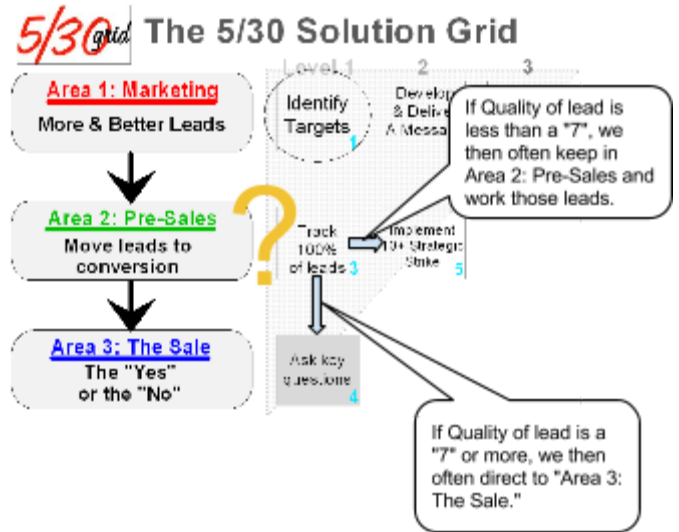 5/30 grid
The 5/30 Solution Grid
Level 1
2
3
Area 1: Marketing
More & Better Leads
Identify
Targets
1
Develop
& Deliver
A Message
If Quality of lead is
less than a "7", we
then often keep in
Area 2: Pre-Sales and
work those leads.
Area 2: Pre-Sales
Move leads to
conversion
?
Track
100%
of leads
3
Implement
10+ Strategic
Strike
5
Area 3: The Sale
The "Yes"
or the "No"
Ask key
questions
4
If Quality of lead is a
"7" or more, we then
often direct to "Area 3:
The Sale."